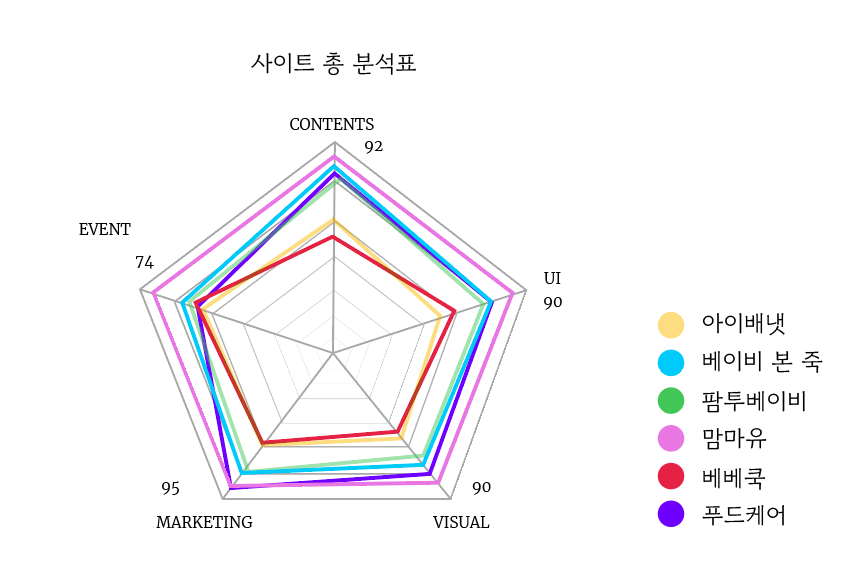 사이트 총 분석표
CONTENTS
92
EVENT
74
UI
90
95
MARKETING
90
VISUAL
아이배냇
베이비 본 죽
팜투베이비
맘마유
베베쿡
푸드케어